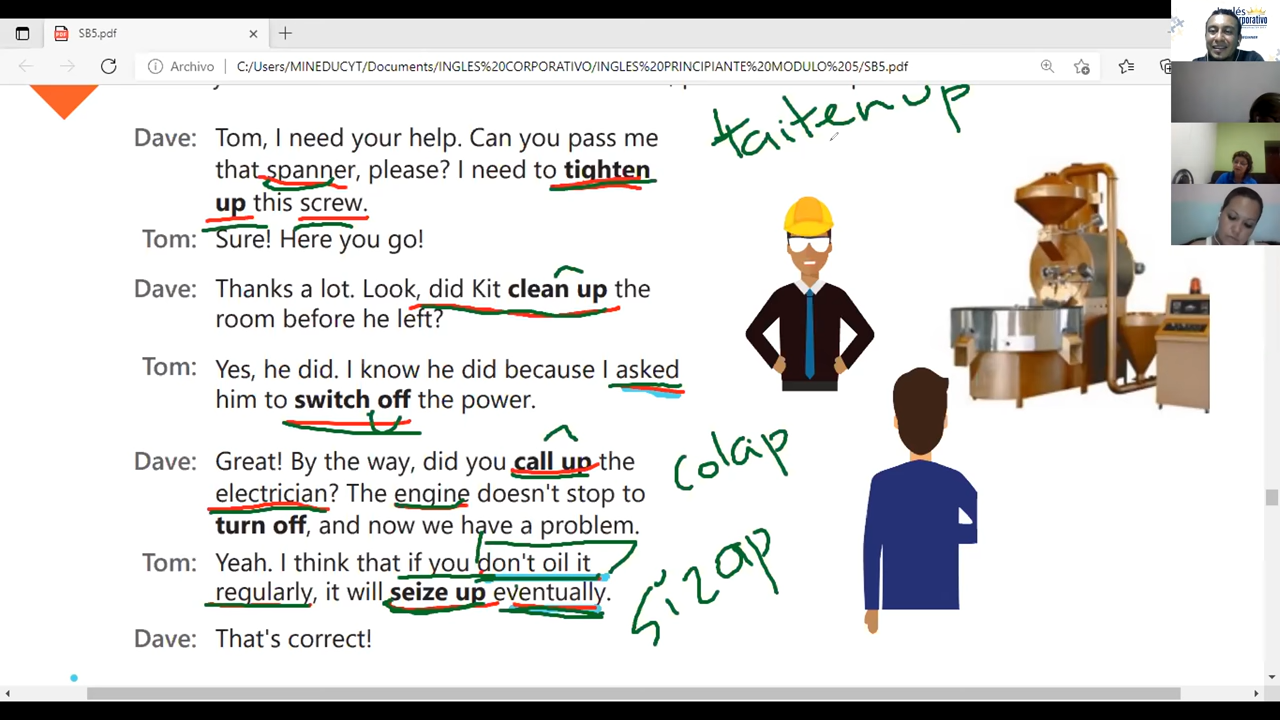 SB5.pdf
Archivo
C:/Users/MINEDUCYT/Documents/INGLES%20CORPORATIVO/INGLES%20PRINCIPIANTE%20MODULO%205/SB5.pdf
taiten up
Dave: Tom, I need your help. Can you pass me
that spanner, please? I need to tighten
up this screw.
Tom: Sure! Here you go!
Dave: Thanks a lot. Look, did Kit clean up the
room before he left?
Tom: Yes, he did. I know he did because I asked
him to switch off the power.
Dave: Great! By the way, did you call up the
electrician? The engine doesn't stop to
turn off, and now we have a problem.
Tom: Yeah. I think that if you don't oil it
regularly, it will seize up eventually.
Dave: That's correct!
colap
sizap